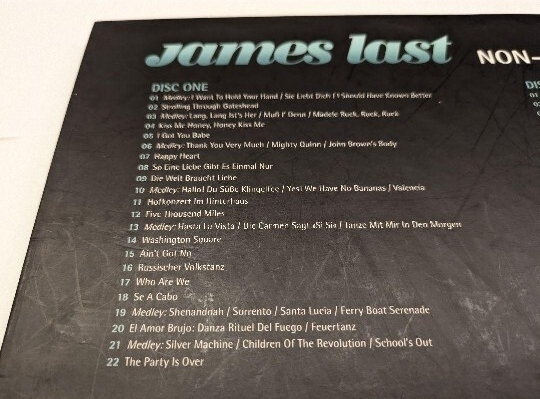 james last NON-
DISC ONE
01 Medley: I Want To Hold Your Hand / Sie Liebt Dich / I Should Have Known Better
02 Strolling Through Gateshead
03 Medley: Lang, Lang Ist's Her / Muß I' Denn / Mädele Ruck, Ruck, Ruck
04 Kiss Me Honey, Honey Kiss Me
05 I Got You Babe
06 Medley: Thank You Very Much / Mighty Quinn / John Brown's Body
07 Happy Heart
08 So Eine Liebe Gibt Es Einmal Nur
09 Die Welt Braucht Liebe
10 Medley: Hallo! Du Süße Klingelfee / Yes! We Have No Bananas / Valencia
11 Hofkonzert Im Hinterhaus
12 Five Thousend Miles
13 Medley: Hasta La Vista / Die Carmen Sagt »Si Si« / Tanze Mit Mir In Den Morgen
14 Washington Square
15 Ain't Got No
16 Russischer Volkstanz
17 Who Are We
18 Se A Cabo
19 Medley: Shenandoah / Surrento / Santa Lucia / Ferry Boat Serenade
20 El Amor Brujo: Danza Rituel Del Fuego / Feuertanz
21 Medley: Silver Machine / Children Of The Revolution / School's Out
22 The Party Is Over
DIS
01